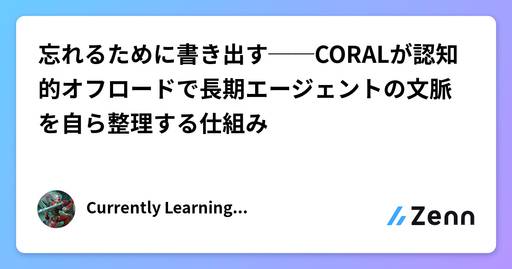 忘れるために書き出す──CORALが認知
的オフロードで長期エージェントの文脈
を自ら整理する仕組み
Currently Learning...
Zenn